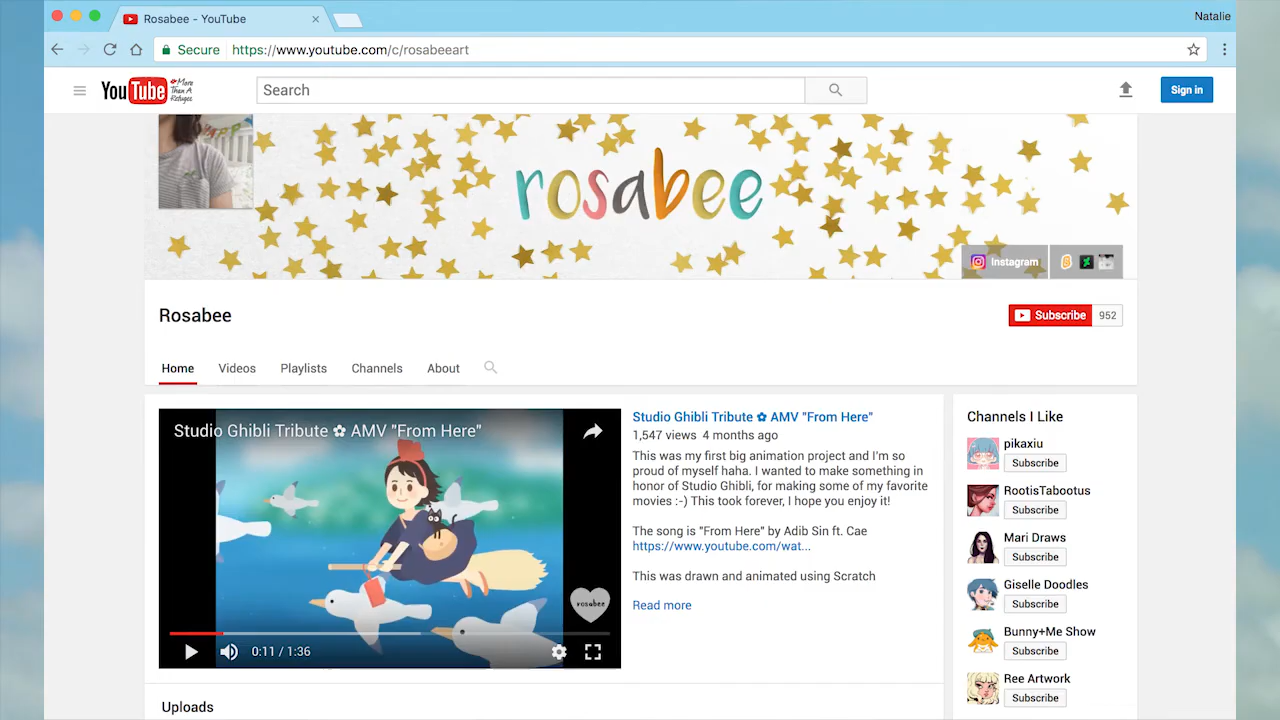 Rosabee - YouTube
Natalie
Secure https://www.youtube.com/c/rosabeeart
YouTube More Than A Refugee
Search
Sign in
rosabee
Instagram
Rosabee
Subscribe 952
Home Videos Playlists Channels About
Studio Ghibli Tribute ✿ AMV "From Here"
rosabee
0:11 / 1:36
Studio Ghibli Tribute ✿ AMV "From Here"
1,547 views 4 months ago
This was my first big animation project and I'm so
proud of myself haha. I wanted to make something in
honor of Studio Ghibli, for making some of my favorite
movies :-) This took forever, I hope you enjoy it!
The song is "From Here" by Adib Sin ft. Cae
https://www.youtube.com/wat...
This was drawn and animated using Scratch
Read more
Channels I Like
pikaxiu
Subscribe
RootisTabootus
Subscribe
Mari Draws
Subscribe
Giselle Doodles
Subscribe
Bunny+Me Show
Subscribe
Ree Artwork
Subscribe
Uploads